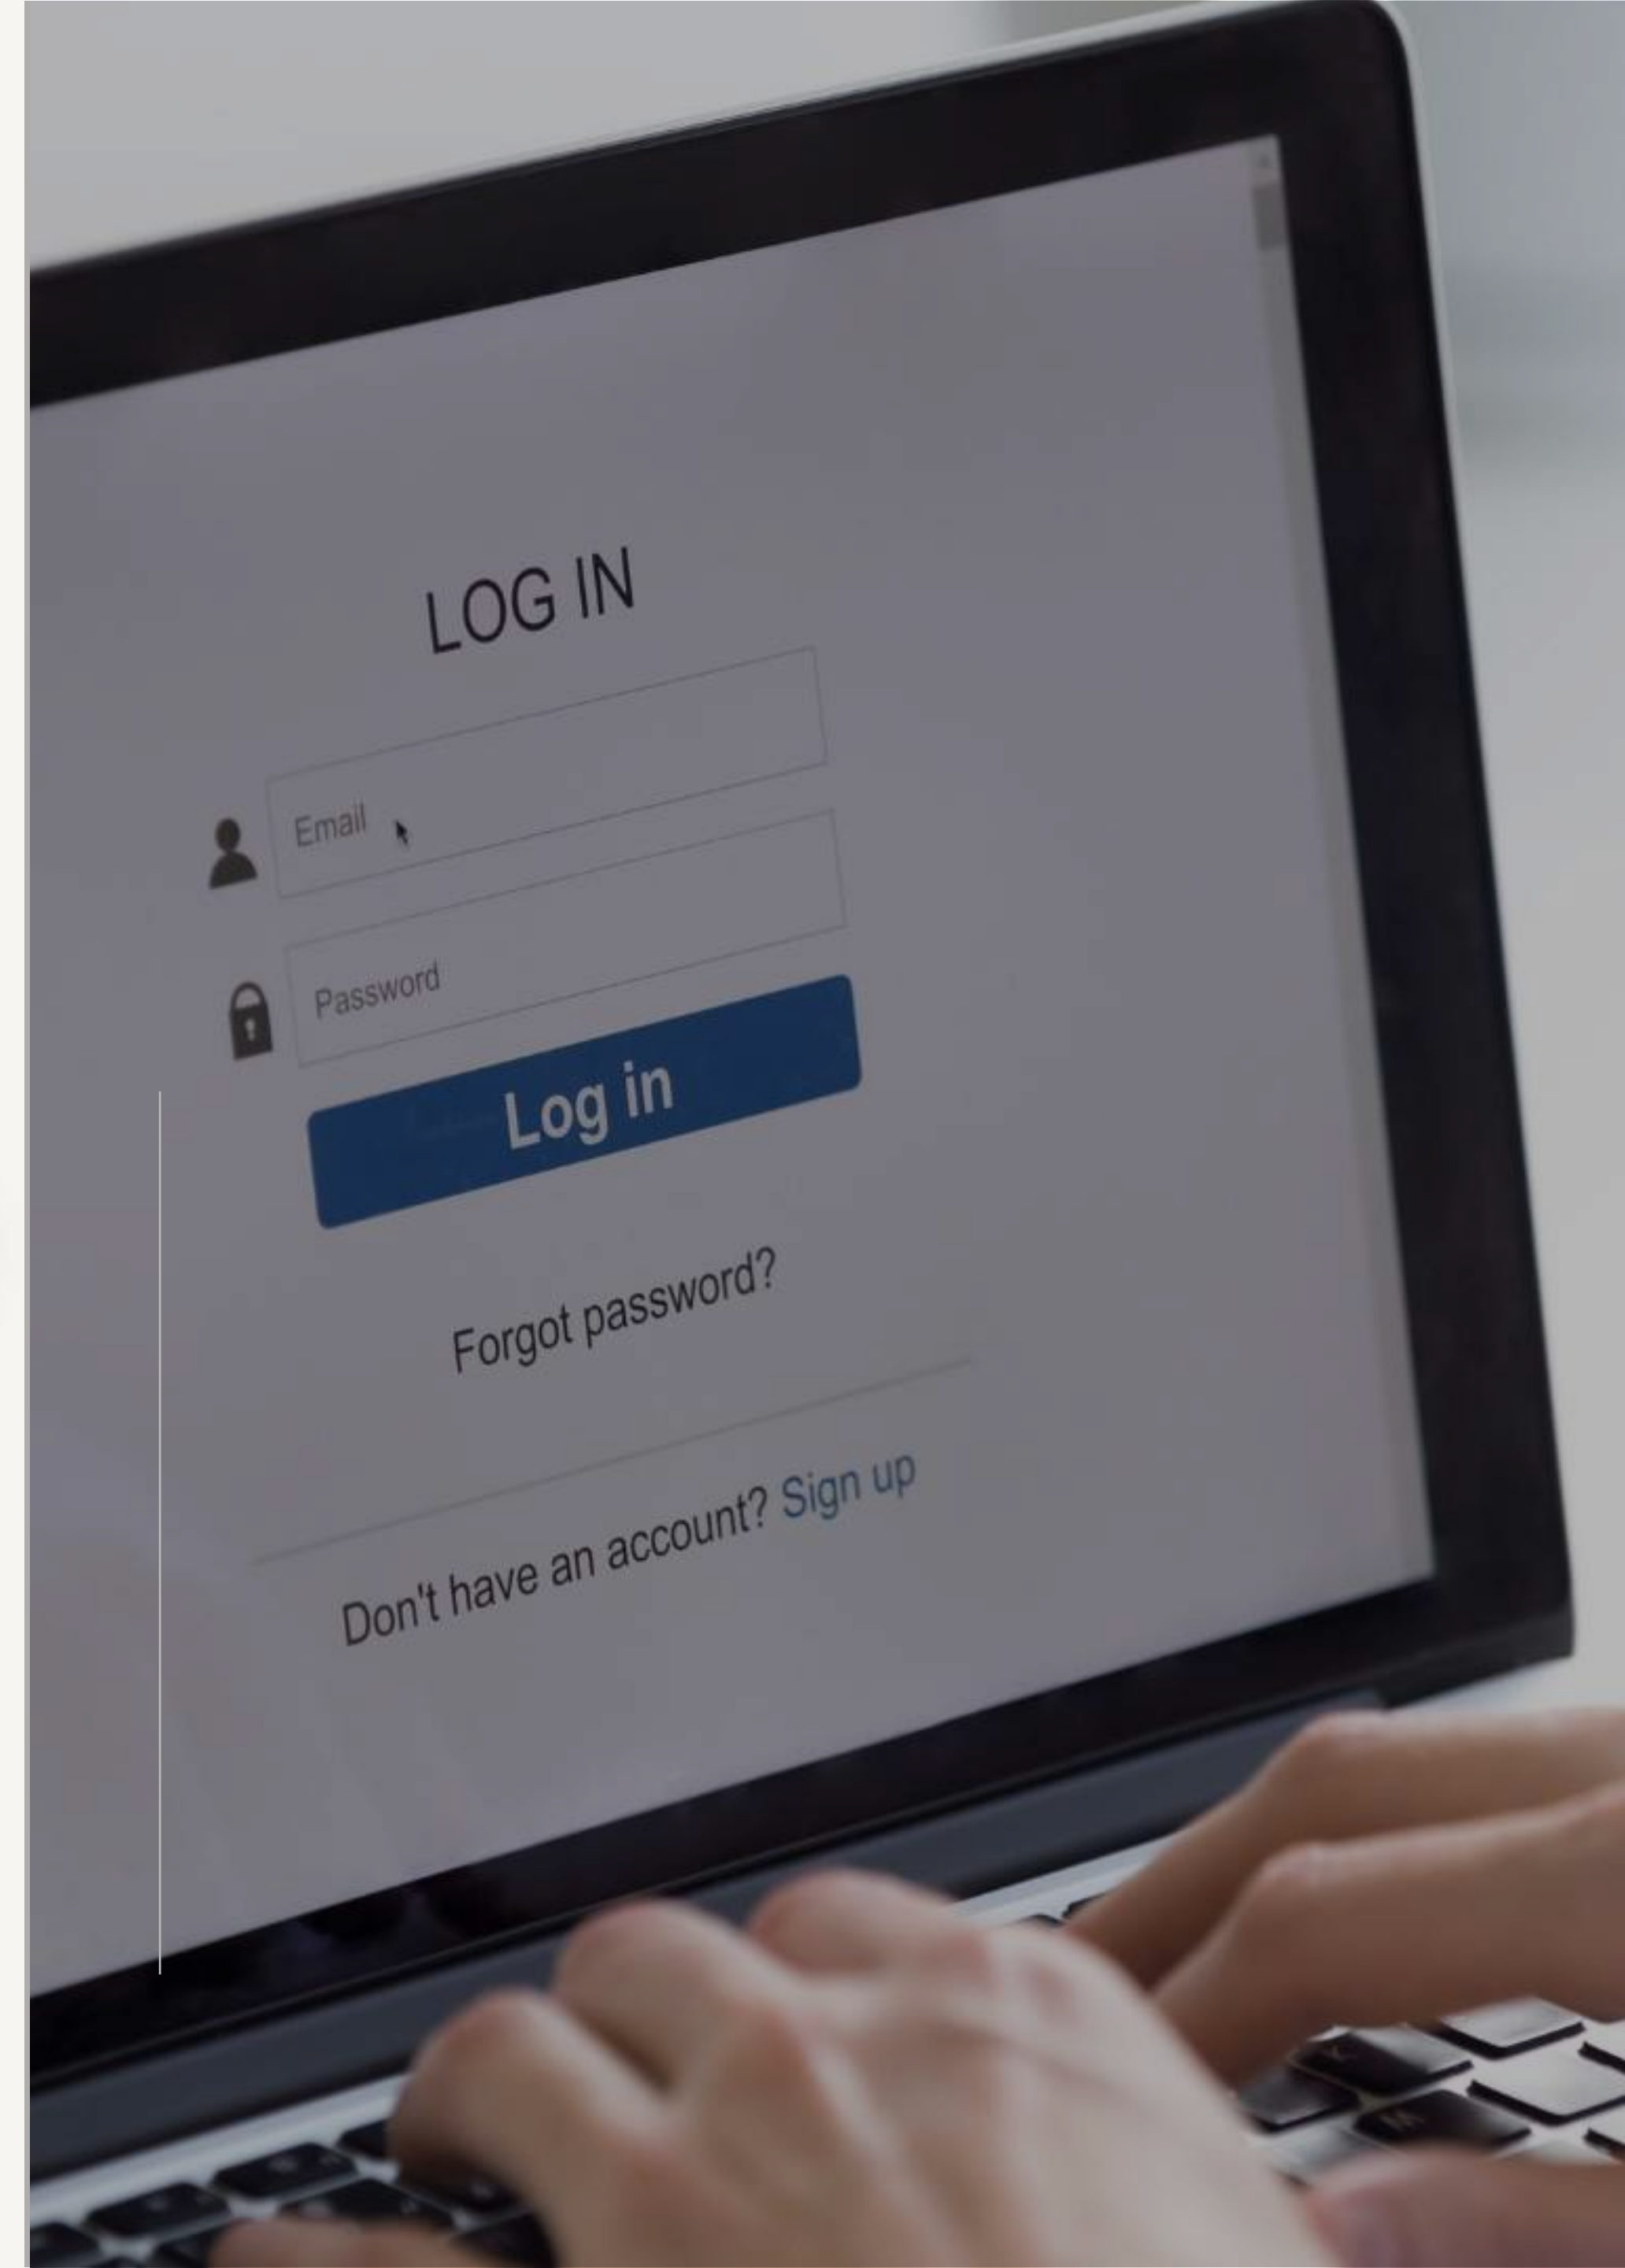 LOG IN
Email
Password
Log in
Forgot password?
Don't have an account? Sign up
K
M